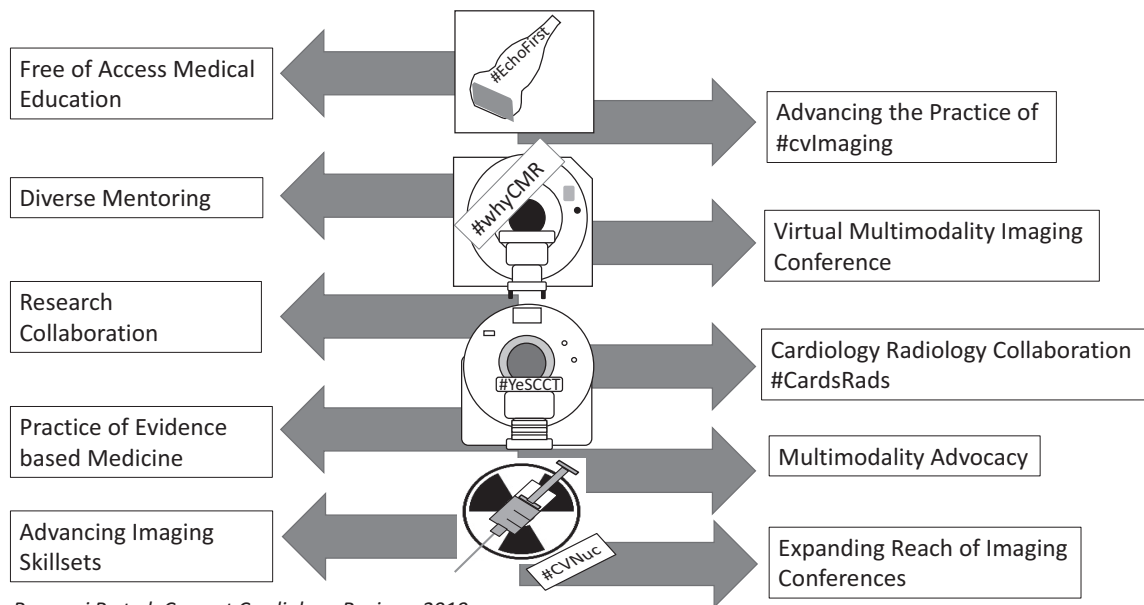 Free of Access Medical
Education
#EchoFirst
Advancing the Practice of
#cvImaging
Diverse Mentoring
#whyCMR
Virtual Multimodality Imaging
Conference
Research
Collaboration
#YeSCCT
Cardiology Radiology Collaboration
#CardsRads
Practice of Evidence
based Medicine
Multimodality Advocacy
Advancing Imaging
Skillsets
#CVNuc
Expanding Reach of Imaging
Conferences